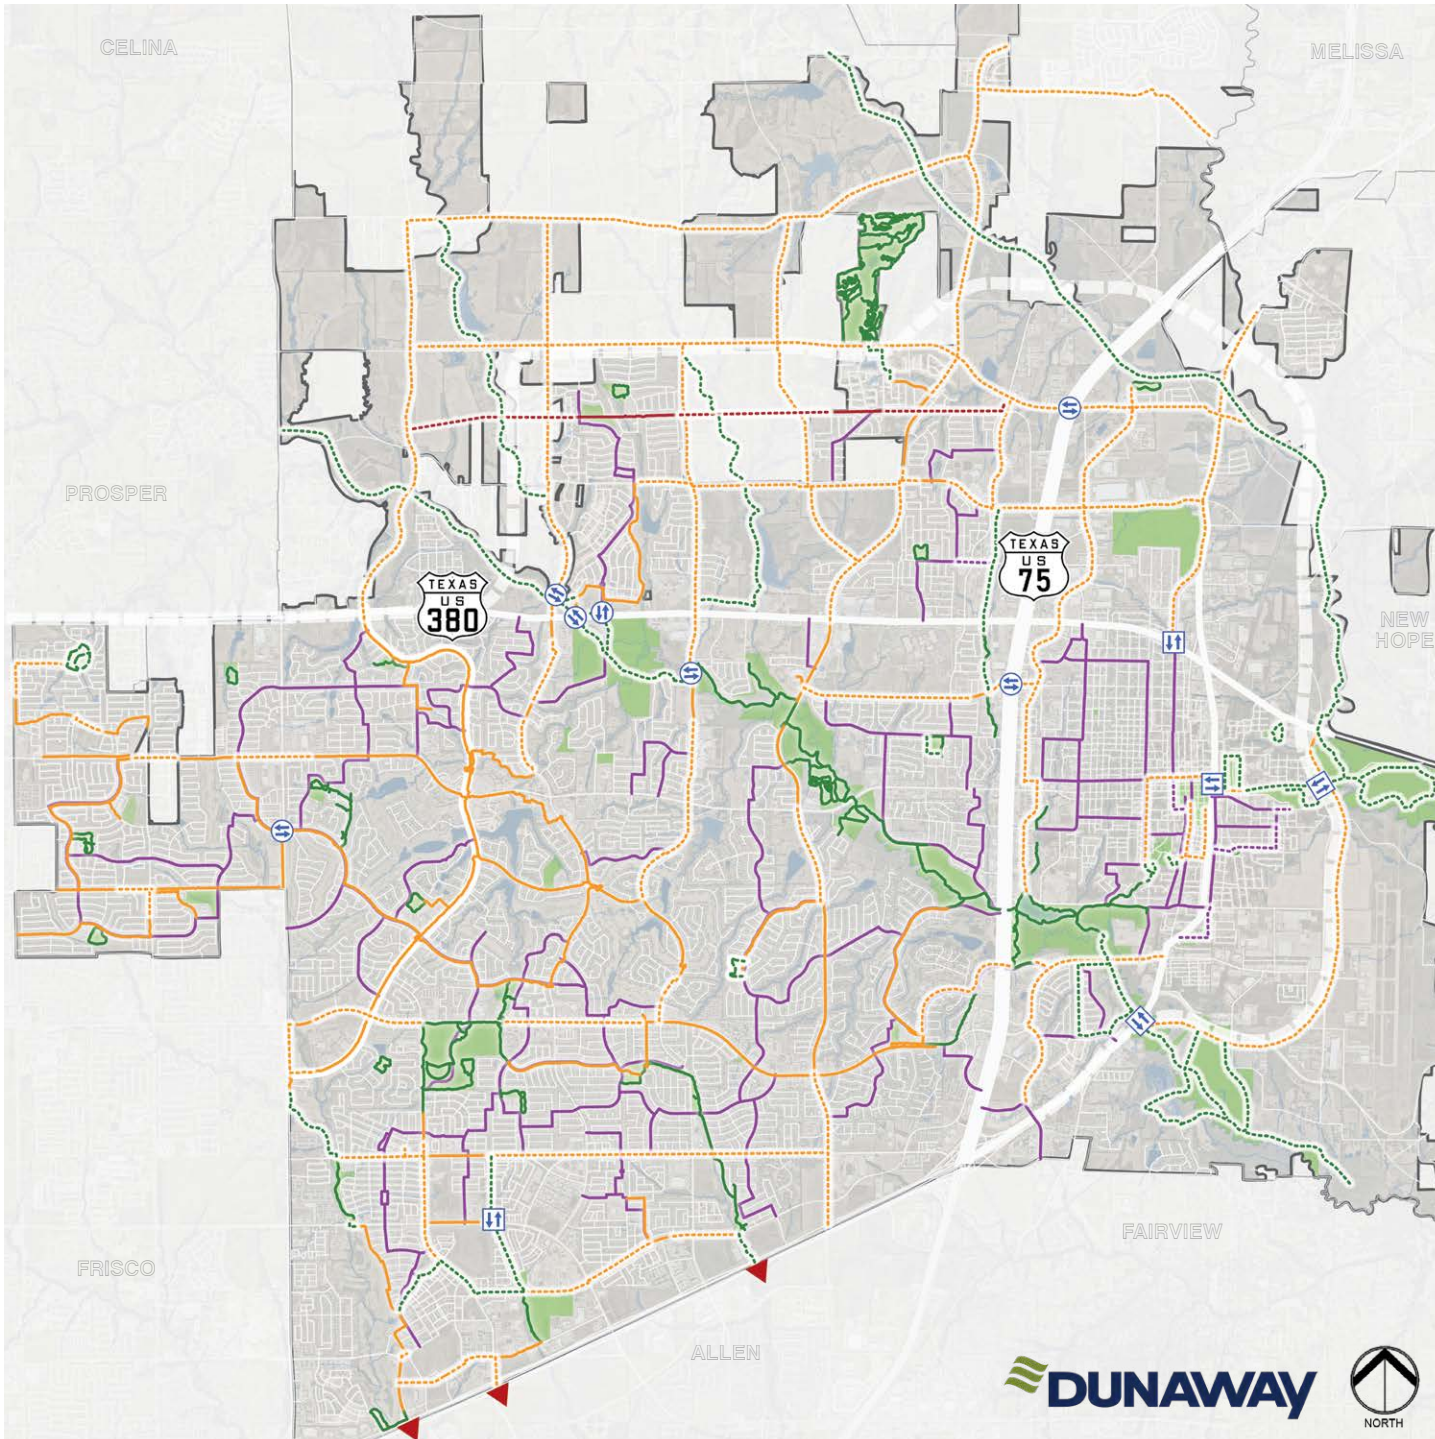 CELINA
MELISSA
PROSPER
TEXAS
US
380
TEXAS
US
75
NEW
HOPE
FAIRVIEW
FRISCO
ALLEN
DUNAWAY
NORTH